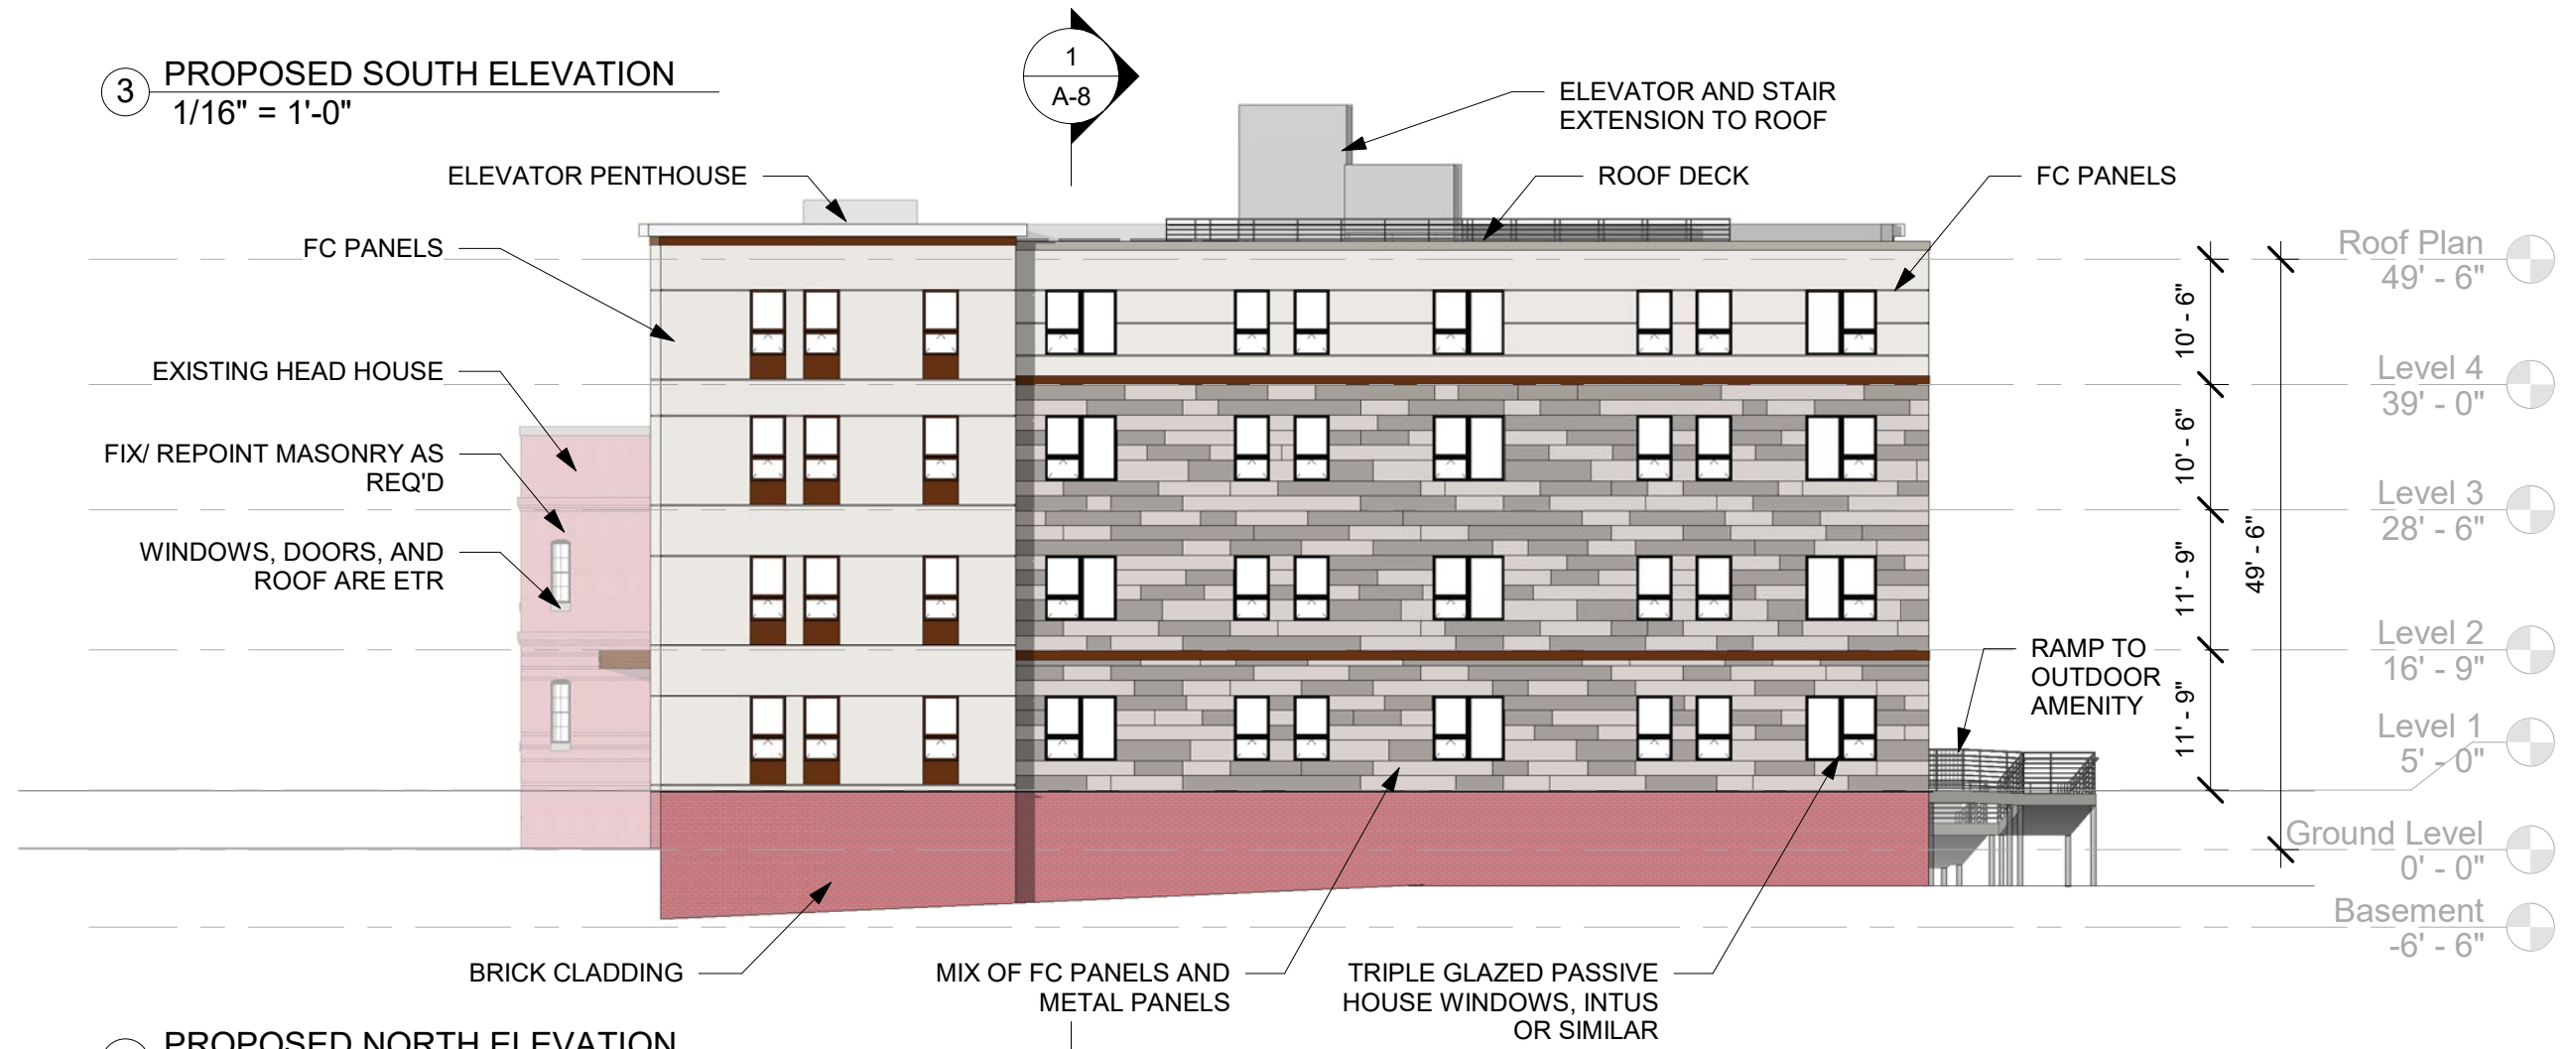 1
A-8
3
PROPOSED SOUTH ELEVATION
1/16" = 1'-0"
ELEVATOR AND STAIR
EXTENSION TO ROOF
ELEVATOR PENTHOUSE
ROOF DECK
FC PANELS
FC PANELS
Roof Plan
49' - 6"
10' - 6"
EXISTING HEAD HOUSE
Level 4
39' - 0"
FIX/ REPOINT MASONRY AS
REQ'D
10' - 6"
Level 3
28' - 6"
WINDOWS, DOORS, AND
ROOF ARE ETR
11' - 9"
49' - 6"
Level 2
16' - 9"
RAMP TO
OUTDOOR
AMENITY
11' - 9"
Level 1
5' - 0"
Ground Level
0' - 0"
Basement
-6' - 6"
BRICK CLADDING
MIX OF FC PANELS AND
METAL PANELS
TRIPLE GLAZED PASSIVE
HOUSE WINDOWS, INTUS
OR SIMILAR
PROPOSED NORTH ELEVATION